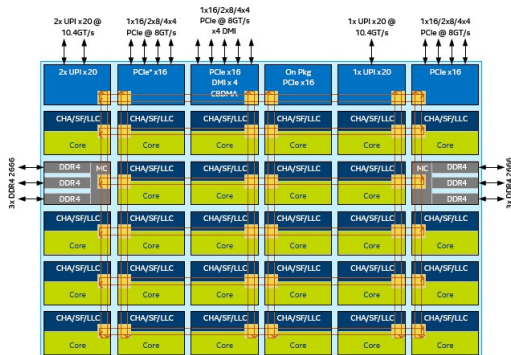 2x UPI x20 @
10.4GT/s
1x16/2x8/4x4
PCIe @ 8GT/s
1x16/2x8/4x4
PCIe @ 8GT/s
x4 DMI
1x UPI x20 @
10.4GT/s
1x16/2x8/4x4
PCIe @ 8GT/s
2x UPI x20
PCIe* x16
PCIe x16
DMI x 4
CBDMA
On Pkg
PCIe x16
1x UPI x20
PCIe x16
CHA/SF/LLC CHA/SF/LLC CHA/SF/LLC CHA/SF/LLC CHA/SF/LLC CHA/SF/LLC
Core Core Core Core Core Core
3x DDR4 2666
DDR4
DDR4
DDR4
MC
CHA/SF/LLC CHA/SF/LLC CHA/SF/LLC CHA/SF/LLC
Core Core Core Core
MC
DDR4
DDR4
DDR4
3x DDR4 2666
CHA/SF/LLC CHA/SF/LLC CHA/SF/LLC CHA/SF/LLC CHA/SF/LLC CHA/SF/LLC
Core Core Core Core Core Core
CHA/SF/LLC CHA/SF/LLC CHA/SF/LLC CHA/SF/LLC CHA/SF/LLC CHA/SF/LLC
Core Core Core Core Core Core
CHA/SF/LLC CHA/SF/LLC CHA/SF/LLC CHA/SF/LLC CHA/SF/LLC CHA/SF/LLC
Core Core Core Core Core Core